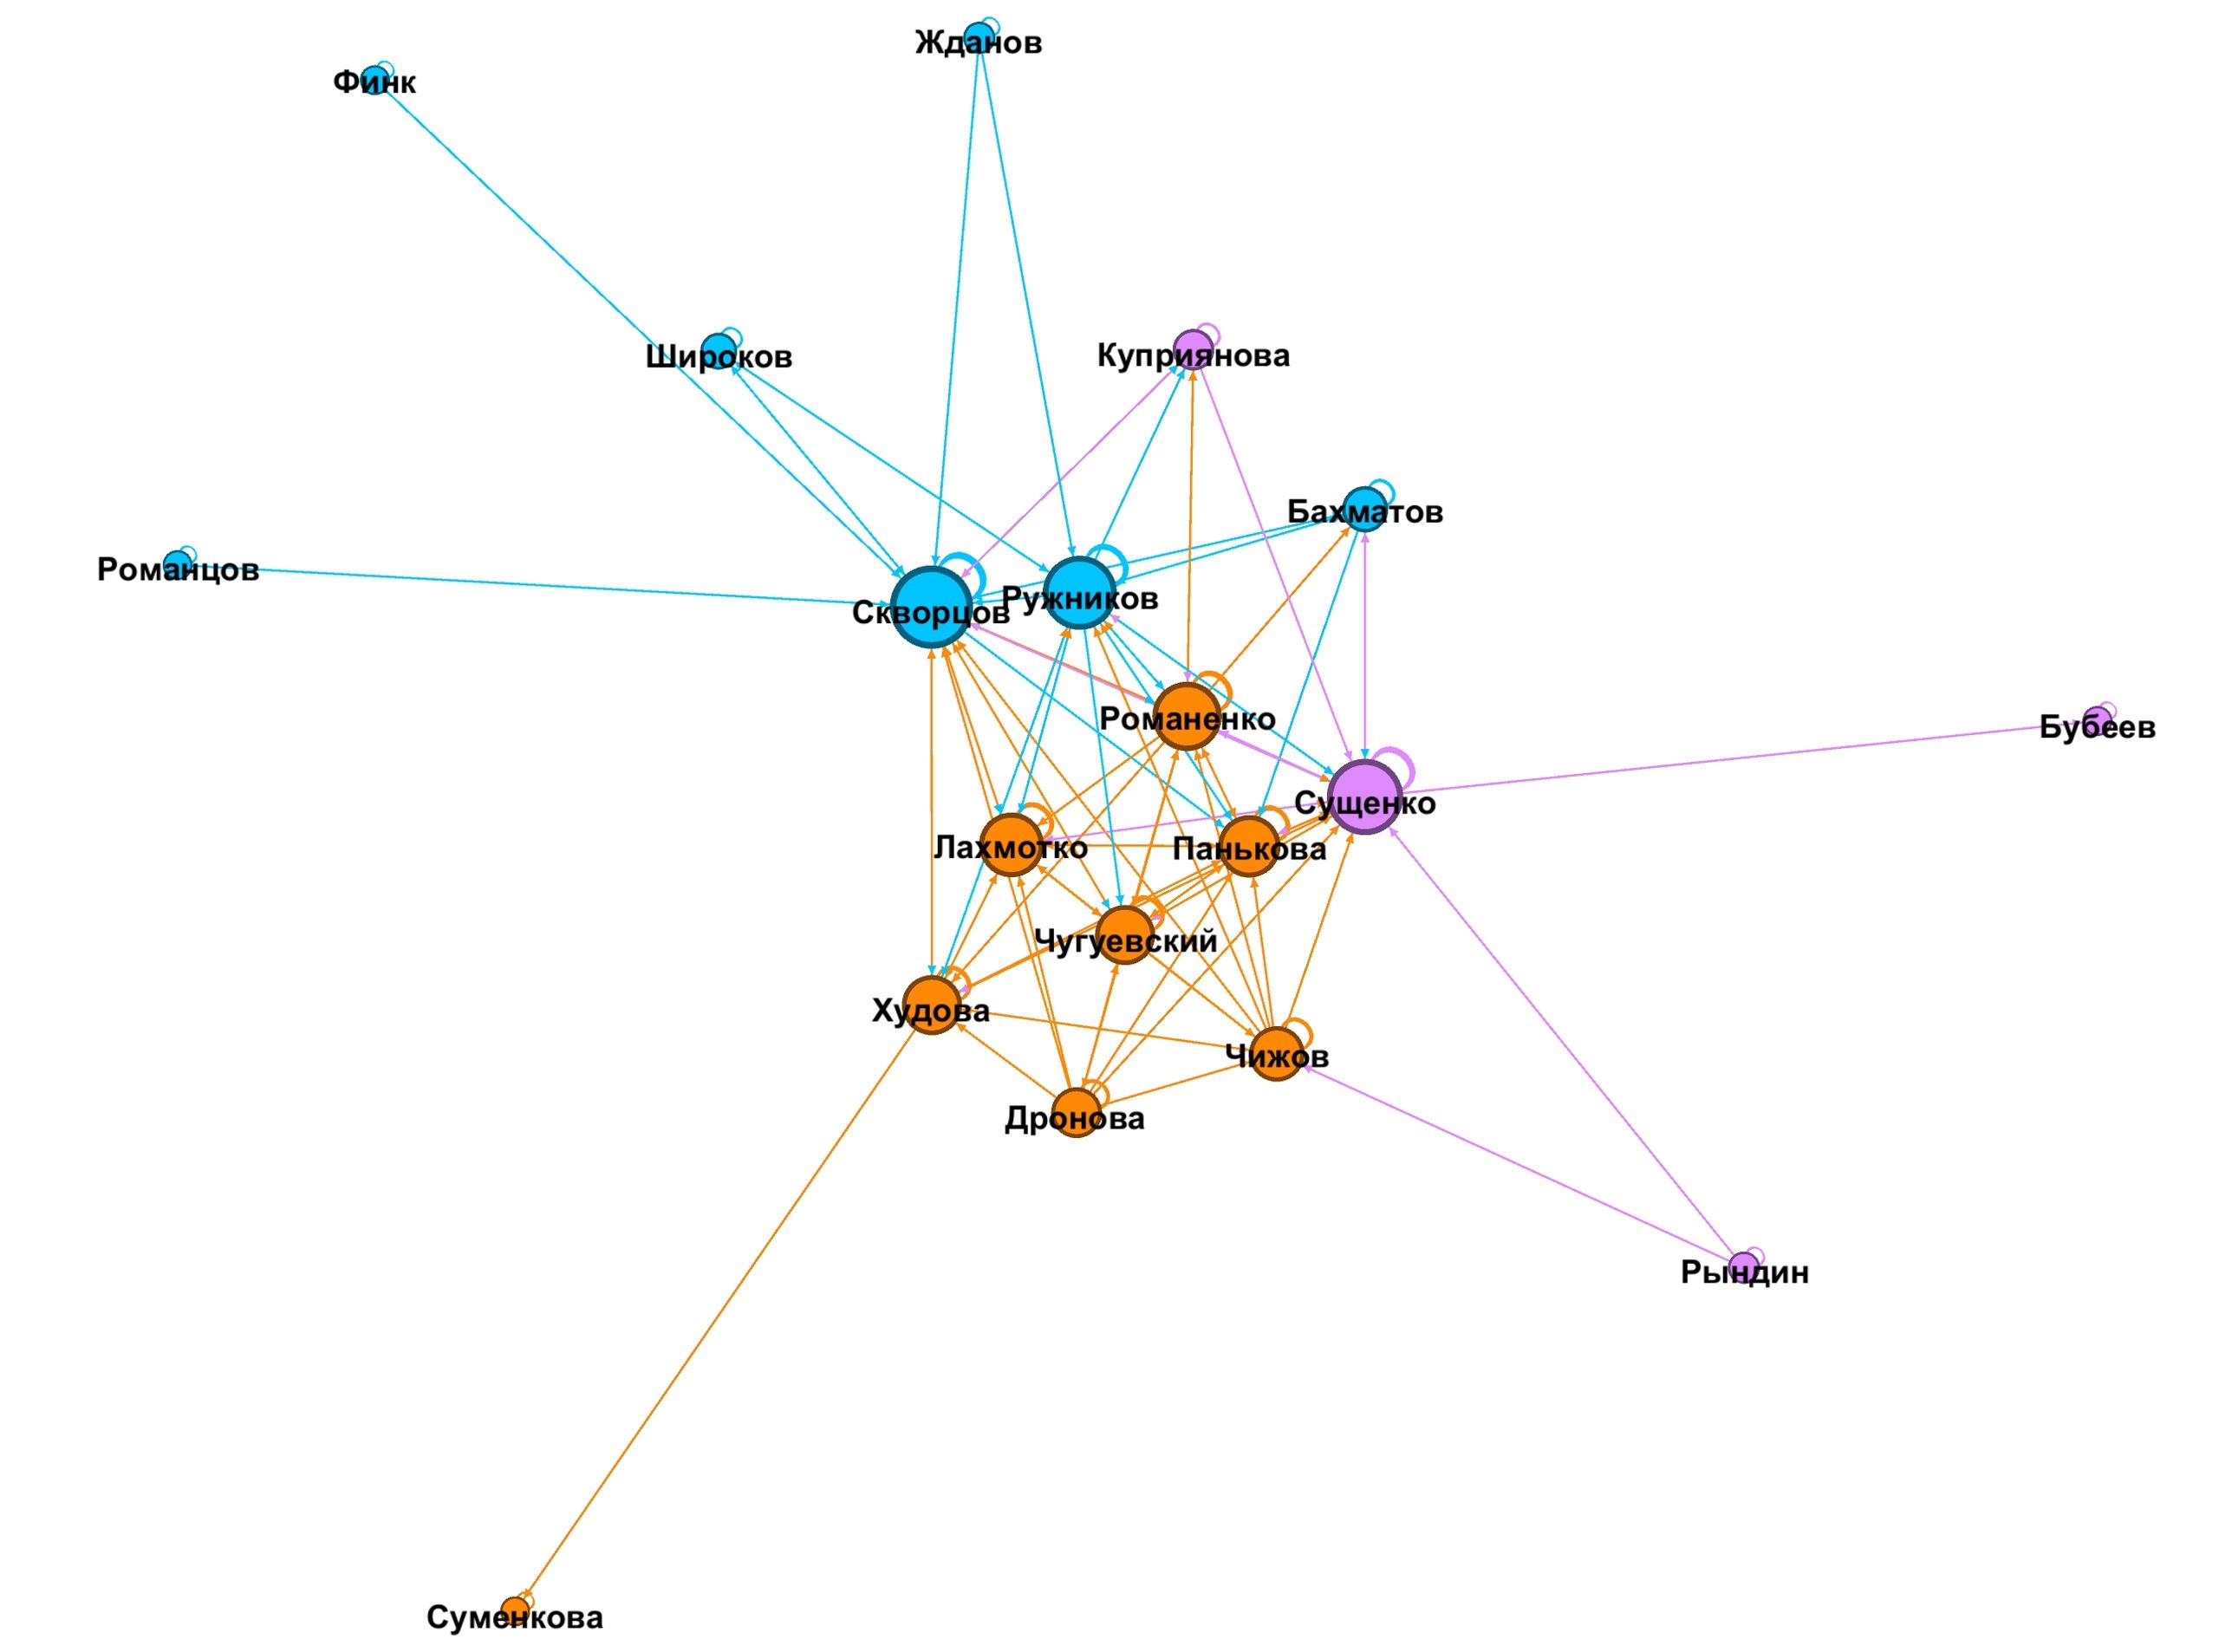 Жданов
Финк
Широков
Куприянова
Бахматов
Романцов
Скворцов
Ружников
Романенко
Бубеев
Сущенко
Лахмотко
Панькова
Чугуевский
Худова
Чижов
Дронова
Рындин
Суменкова